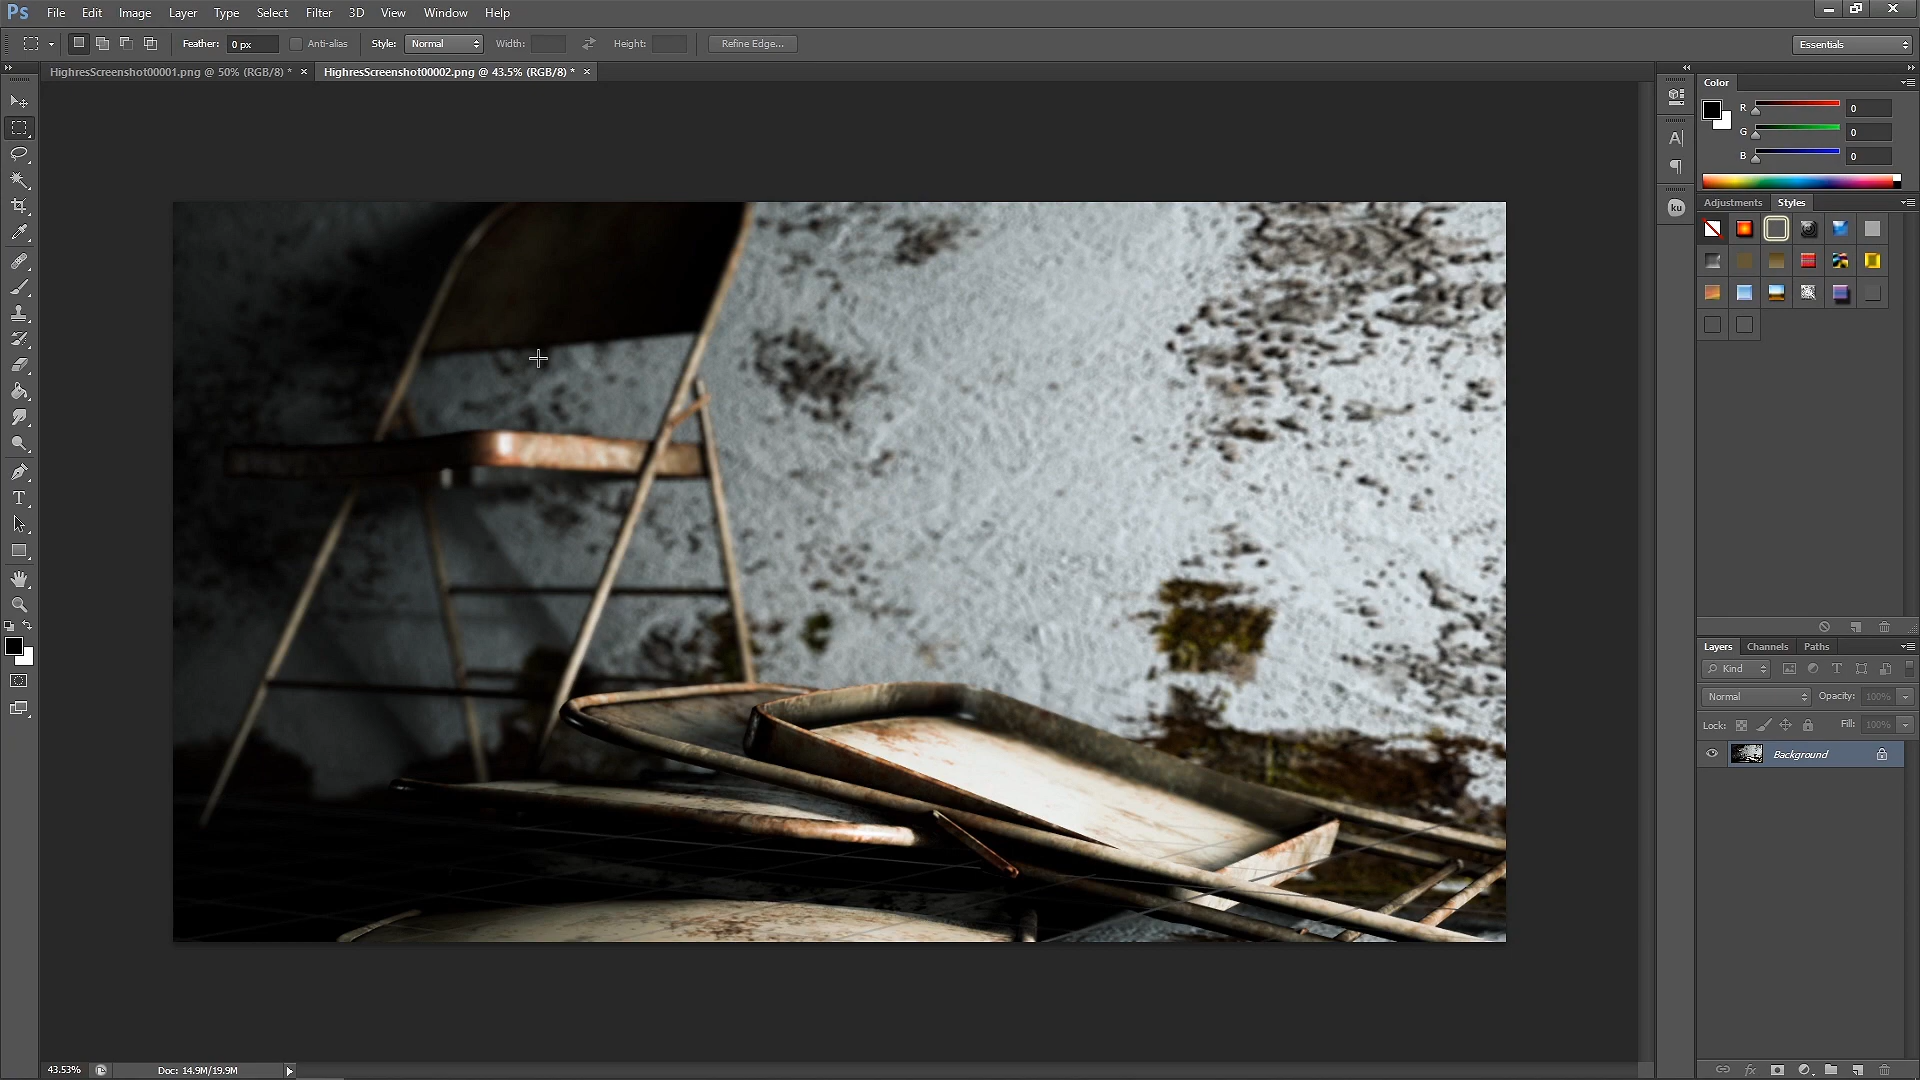 Ps File Edit Image Layer Type Select Filter 3D View Window Help
Feather: 0 px Anti-alias Style: Normal Width: Height: Refine Edge... Essentials
HighresScreenshot00001.png @ 50% (RGB/8) * × HighresScreenshot00002.png @ 43.5% (RGB/8) * ×
Color
R 0
G 0
B 0
Adjustments Styles
Layers Channels Paths
Kind
Normal Opacity: 100%
Lock: Fill: 100%
Background
43.53% Doc: 14.9M/19.9M
A
ku
T
T
fx